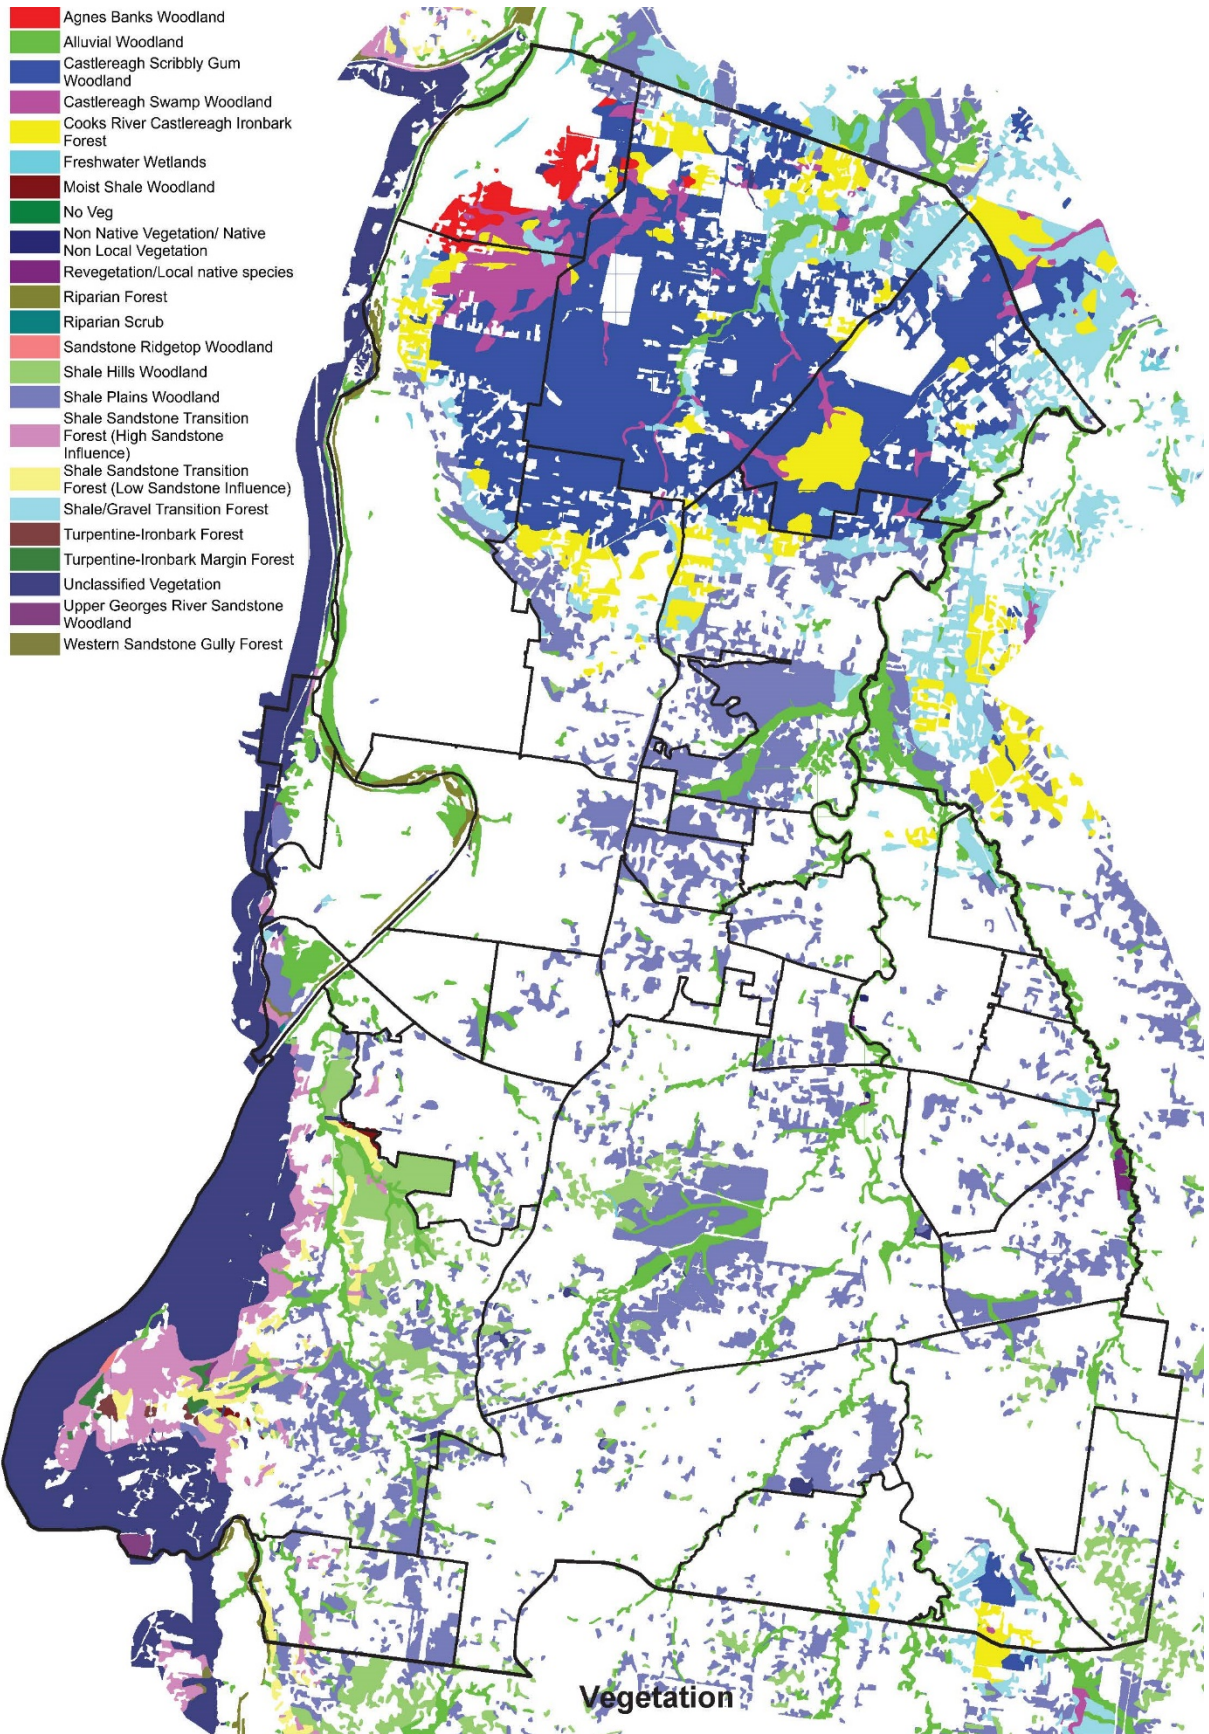 Agnes Banks Woodland
Alluvial Woodland
Castlereagh Scribbly Gum
Woodland
Castlereagh Swamp Woodland
Cooks River Castlereagh Ironbark
Forest
Freshwater Wetlands
Moist Shale Woodland
No Veg
Non Native Vegetation/ Native
Non Local Vegetation
Revegetation/Local native species
Riparian Forest
Riparian Scrub
Sandstone Ridgetop Woodland
Shale Hills Woodland
Shale Plains Woodland
Shale Sandstone Transition
Forest (High Sandstone
Influence)
Shale Sandstone Transition
Forest (Low Sandstone Influence)
Shale/Gravel Transition Forest
Turpentine-Ironbark Forest
Turpentine-Ironbark Margin Forest
Unclassified Vegetation
Upper Georges River Sandstone
Woodland
Western Sandstone Gully Forest
Vegetation